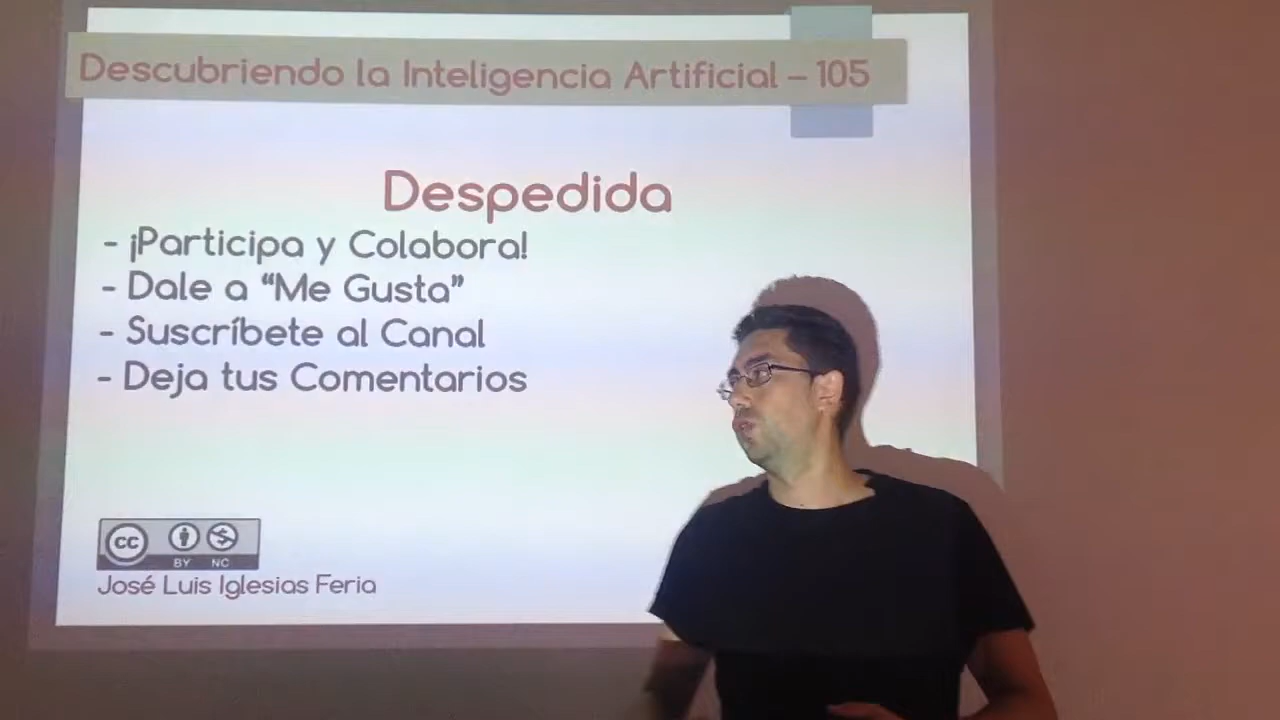 Descubriendo la Inteligencia Artificial – 105
Despedida
- ¡Participa y Colabora!
- Dale a “Me Gusta”
- Suscríbete al Canal
- Deja tus Comentarios
cc
BY NC
José Luis Iglesias Feria